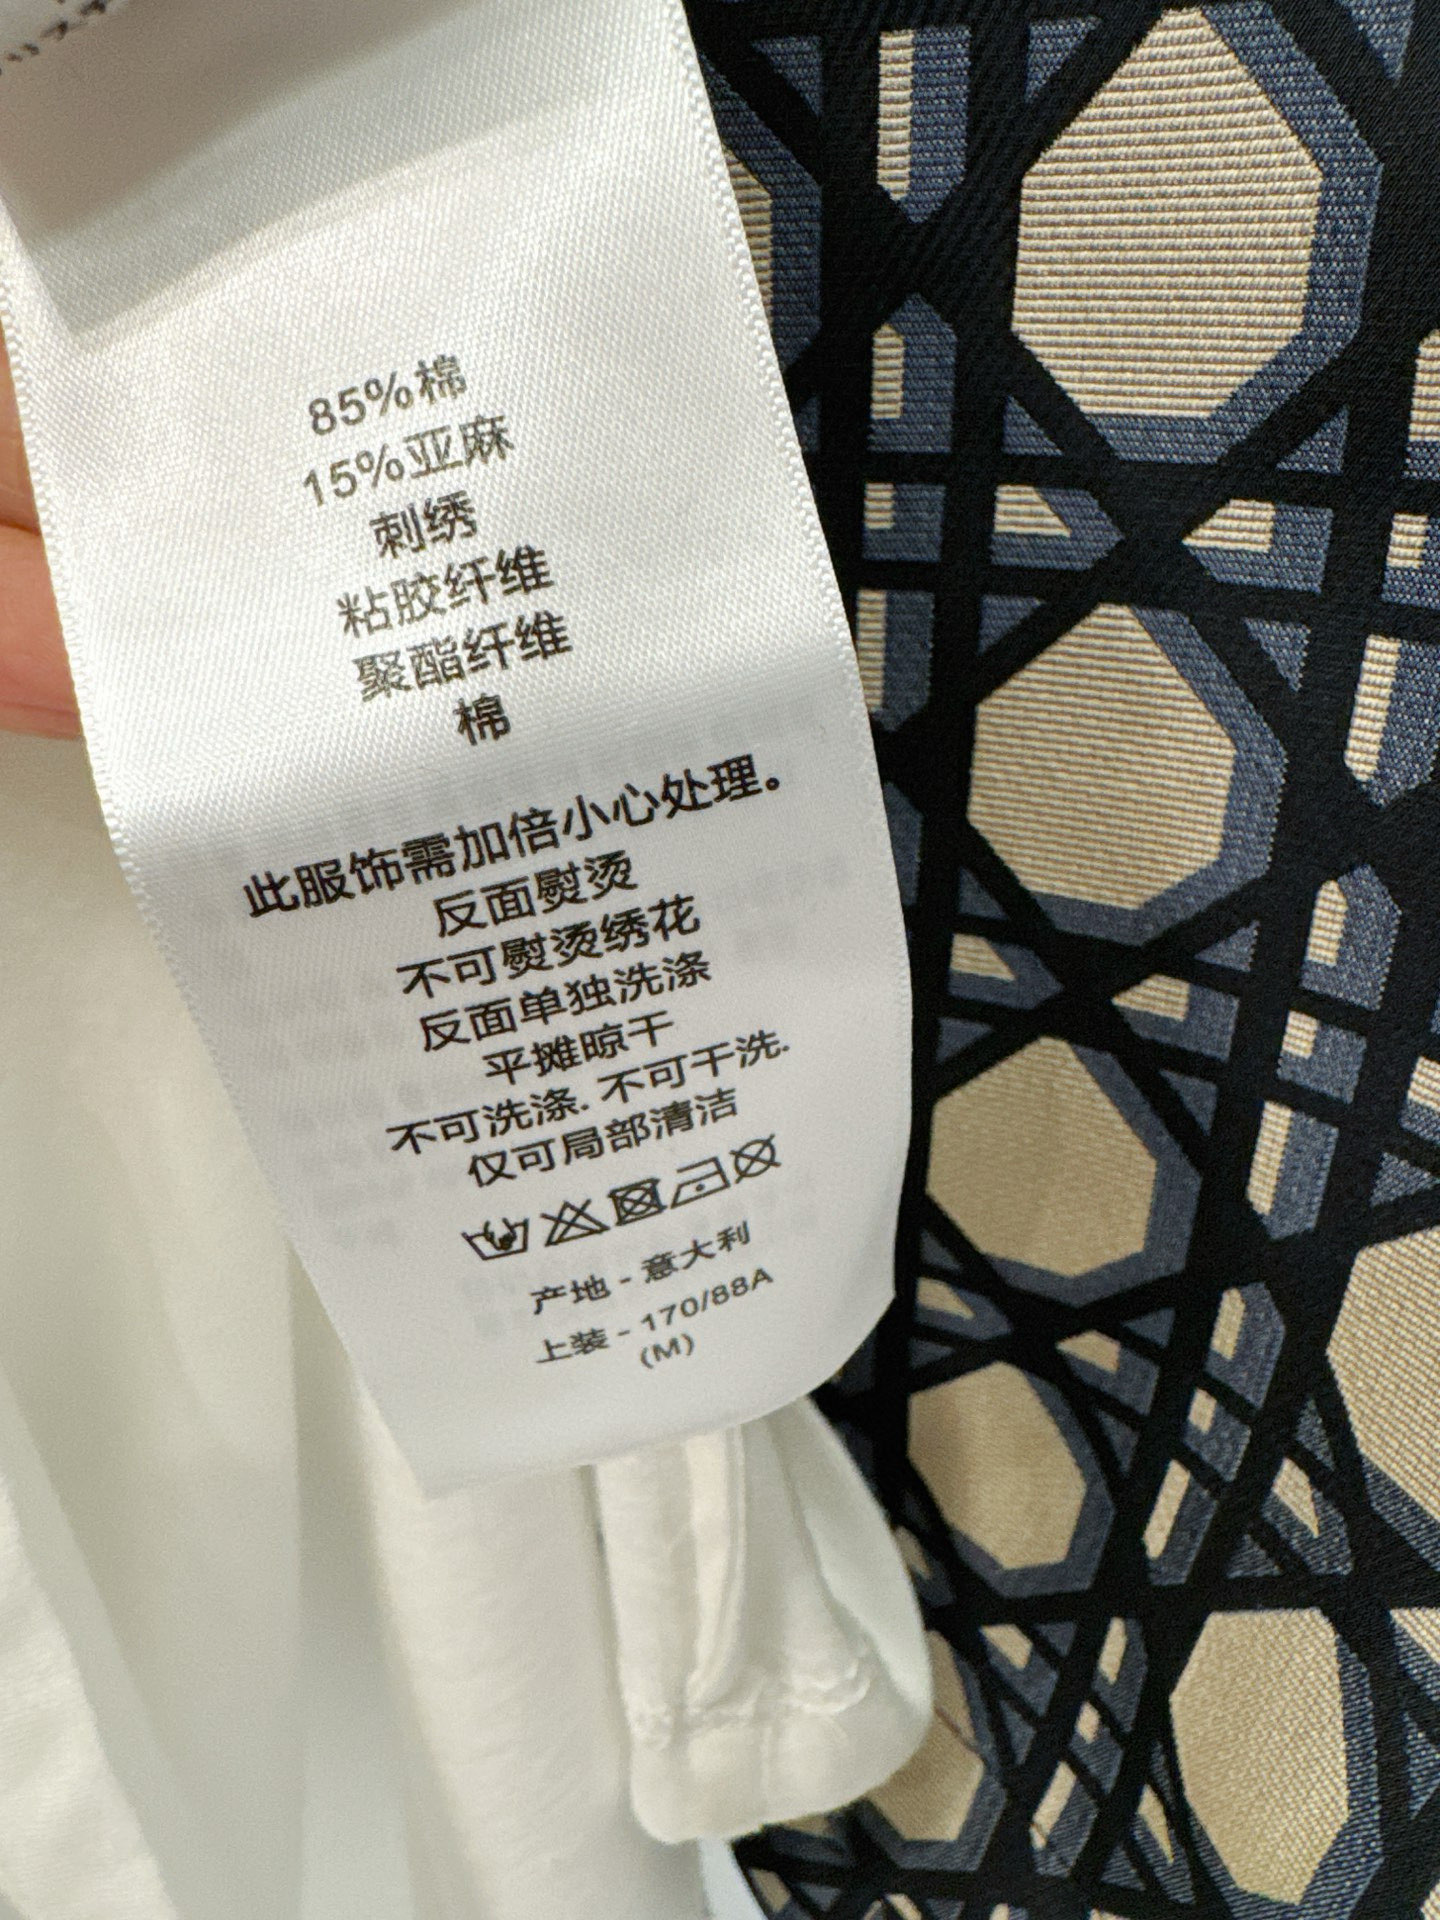 85%棉
15%亚麻
刺绣
粘胶纤维
聚酯纤维
棉
此服饰需加倍小心处理。
反面熨烫
不可熨烫绣花
反面单独洗涤
平摊晾干
不可洗涤. 不可干洗.
仅可局部清洁
产地 - 意大利
上装 - 170/88A
(M)